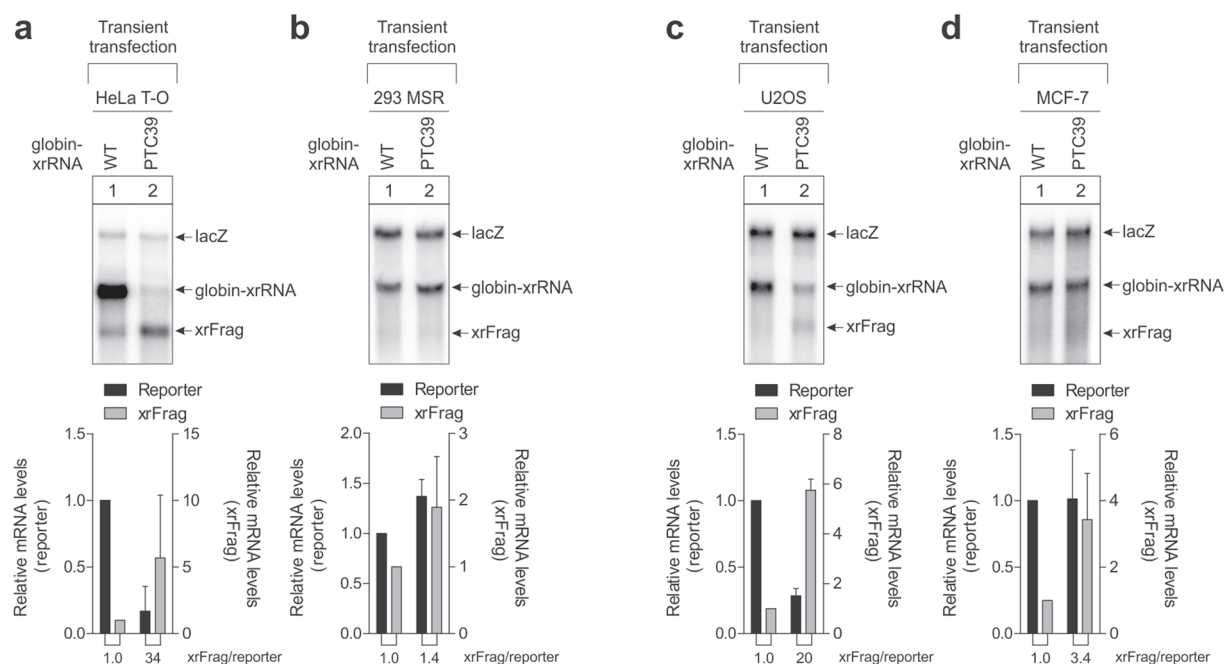 a
Transient
transfection
HeLa T-O
globin-
xrRNA
WT
PTC39
1 2
lacZ
globin-xrRNA
xrFrag
Reporter
xrFrag
Relative mRNA levels
(reporter)
1.5
1.0
0.5
0.0
15
10
5
0
Relative mRNA levels
(xrFrag)
1.0 34
b
Transient
transfection
293 MSR
globin-
xrRNA
WT
PTC39
1 2
lacZ
globin-xrRNA
xrFrag
Reporter
xrFrag
Relative mRNA levels
(reporter)
2.0
1.5
1.0
0.5
0.0
3
2
1
0
Relative mRNA levels
(xrFrag)
1.0 1.4 xrFrag/reporter
c
Transient
transfection
U2OS
globin-
xrRNA
WT
PTC39
1 2
lacZ
globin-xrRNA
xrFrag
Reporter
xrFrag
Relative mRNA levels
(reporter)
1.5
1.0
0.5
0.0
8
6
4
2
0
Relative mRNA levels
(xrFrag)
1.0 20
d
Transient
transfection
MCF-7
WT
PTC39
1 2
lacZ
globin-xrRNA
xrFrag
Reporter
xrFrag
Relative mRNA levels
(reporter)
1.5
1.0
0.5
0.0
6
4
2
0
Relative mRNA levels
(xrFrag)
1.0 3.4 xrFrag/reporter